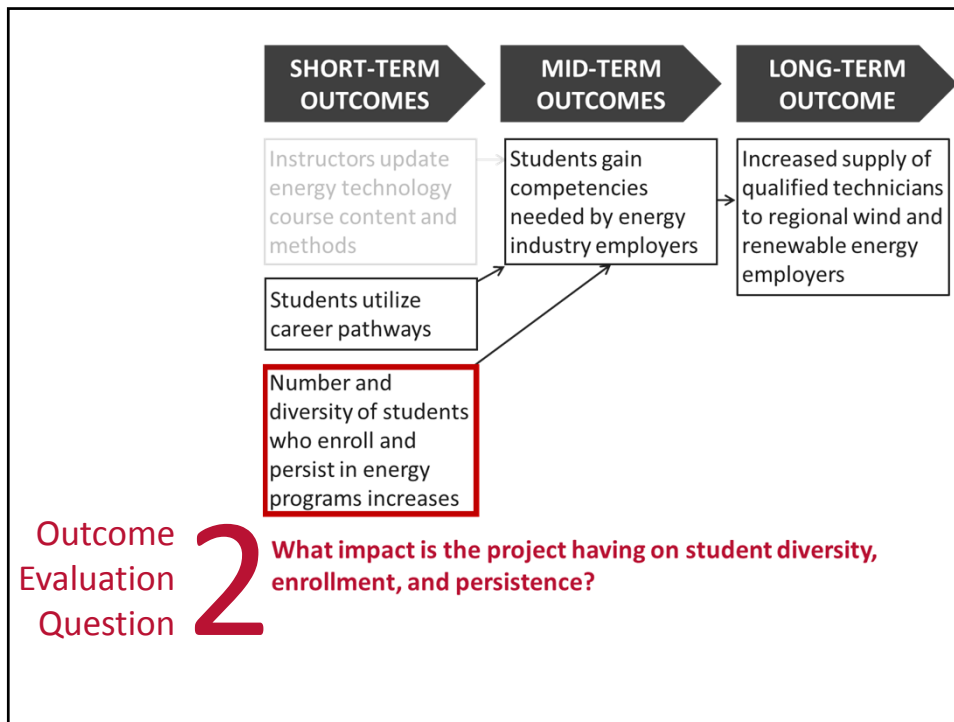 SHORT-TERM
OUTCOMES
MID-TERM
OUTCOMES
LONG-TERM
OUTCOME
Instructors update
energy technology
course content and
methods
Students utilize
career pathways
Number and
diversity of students
who enroll and
persist in energy
programs increases
Students gain
competencies
needed by energy
industry employers
Increased supply of
qualified technicians
to regional wind and
renewable energy
employers
Outcome
Evaluation
Question
2
What impact is the project having on student diversity,
enrollment, and persistence?